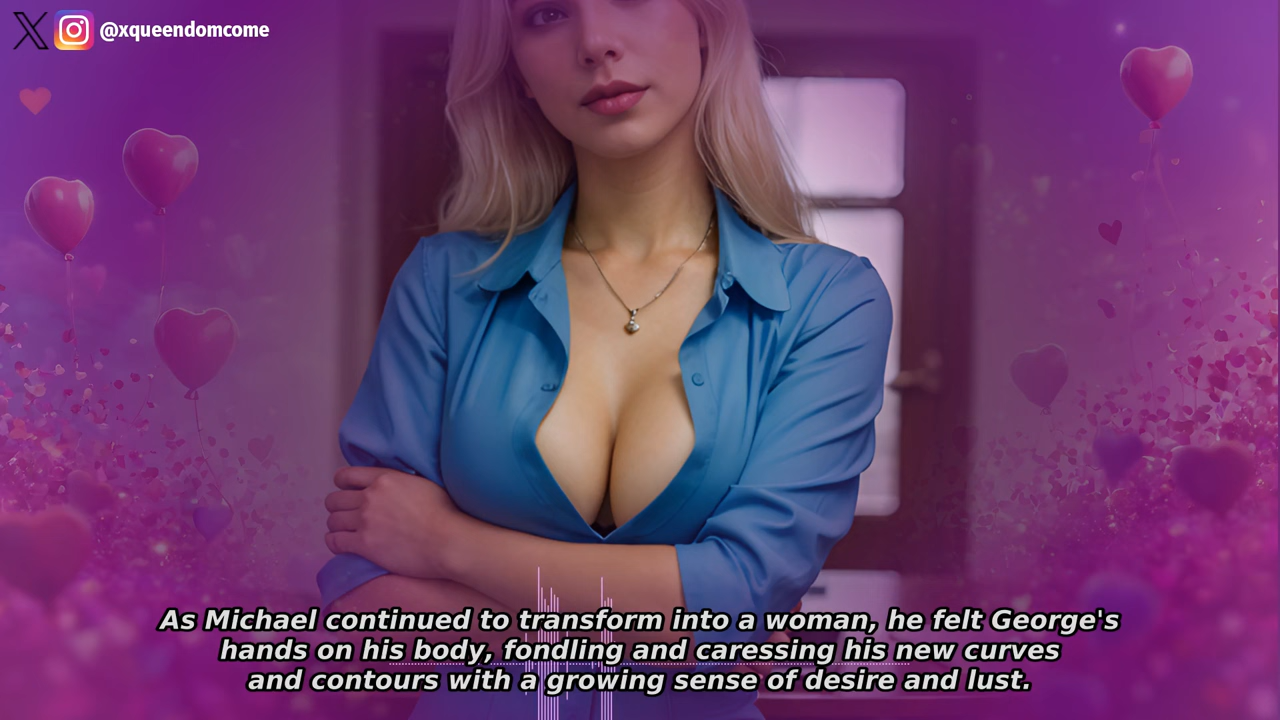 @xqueendomcome
As Michael continued to transform into a woman, he felt George's
hands on his body, fondling and caressing his new curves
and contours with a growing sense of desire and lust.